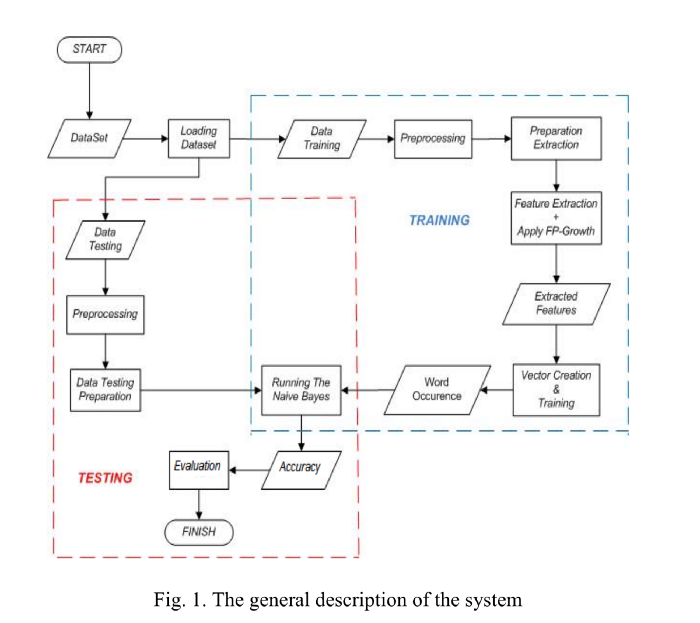 START
DataSet
Loading
Dataset
Data
Training
Preprocessing
Preparation
Extraction
Feature Extraction
+
Apply FP-Growth
TRAINING
Data
Testing
Extracted
Features
Preprocessing
Data Testing
Preparation
Running The
Naive Bayes
Word
Occurence
Vector Creation
&
Training
Evaluation
Accuracy
TESTING
FINISH
Fig. 1. The general description of the system